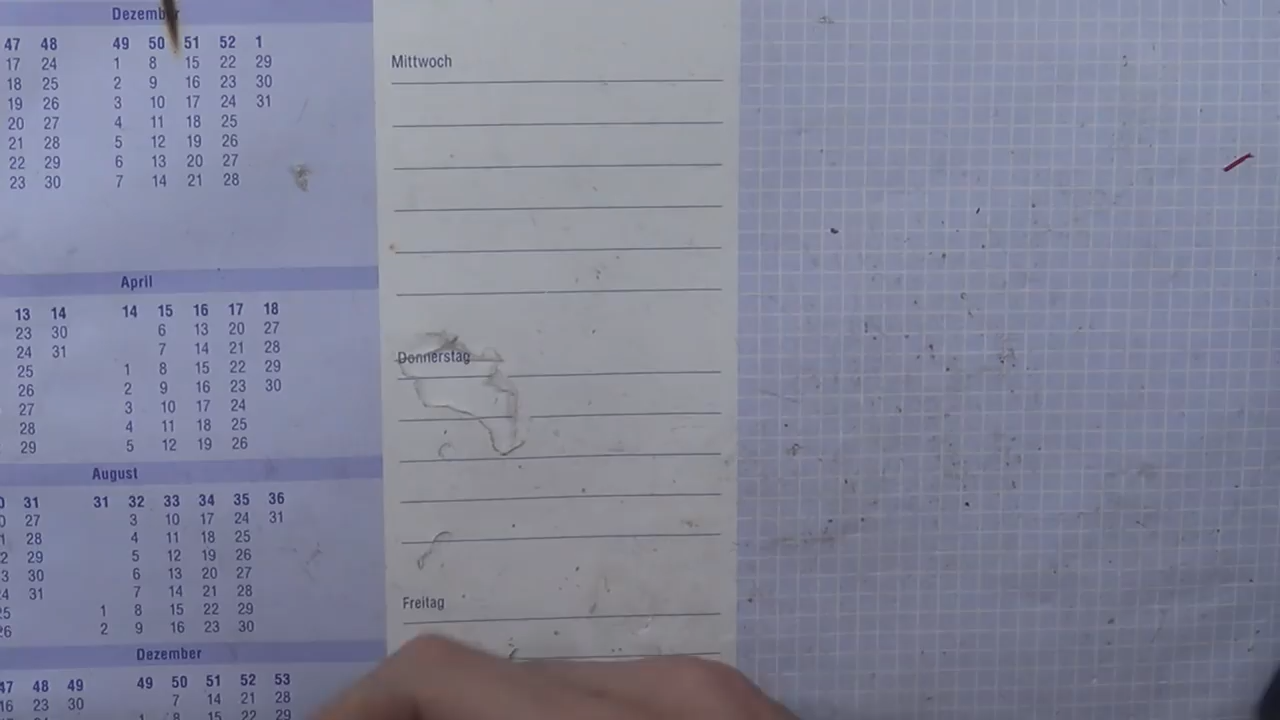 Dezember
47 48 49 50 51 52 1
17 24 1 8 15 22 29
18 25 2 9 16 23 30
19 26 3 10 17 24 31
20 27 4 11 18 25
21 28 5 12 19 26
22 29 6 13 20 27
23 30 7 14 21 28
April
13 14 14 15 16 17 18
23 30 6 13 20 27
24 31 7 14 21 28
25 1 8 15 22 29
26 2 9 16 23 30
27 3 10 17 24
28 4 11 18 25
29 5 12 19 26
August
31 31 32 33 34 35 36
27 3 10 17 24 31
28 4 11 18 25
29 5 12 19 26
30 6 13 20 27
31 7 14 21 28
1 8 15 22 29
2 9 16 23 30
Dezember
47 48 49 49 50 51 52 53
16 23 30 7 14 21 28
1 8 15 22 29
Mittwoch
Donnerstag
Freitag